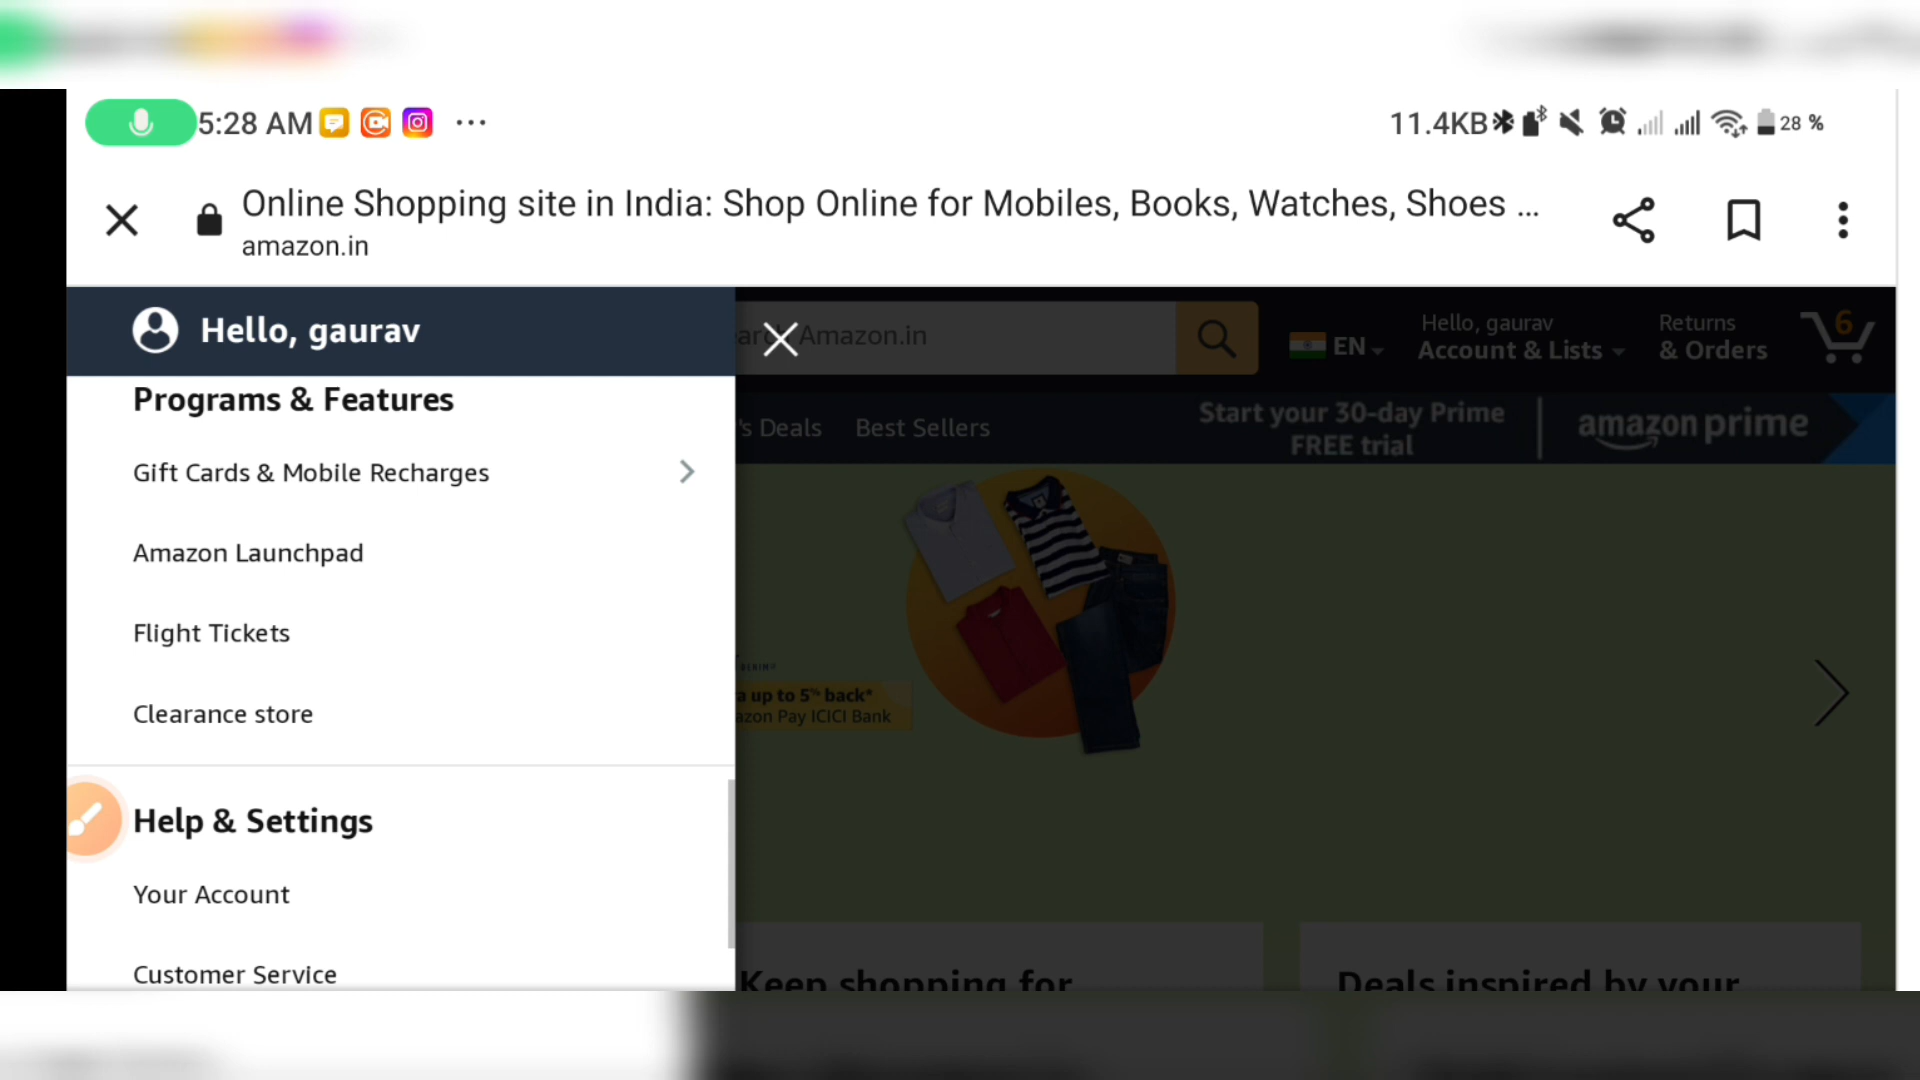 5:28 AM ...
11.4KB 28 %
Online Shopping site in India: Shop Online for Mobiles, Books, Watches, Shoes ...
amazon.in
Hello, gaurav
Programs & Features
Gift Cards & Mobile Recharges
Amazon Launchpad
Flight Tickets
Clearance store
Help & Settings
Your Account
Customer Service
Amazon.in
EN
Hello, gaurav
Account & Lists
Returns
& Orders
6
's Deals
Best Sellers
Start your 30-day Prime
FREE trial
amazon prime
up to 5% back*
Pay ICICI Bank
Keep shopping for
Deals inspired by your